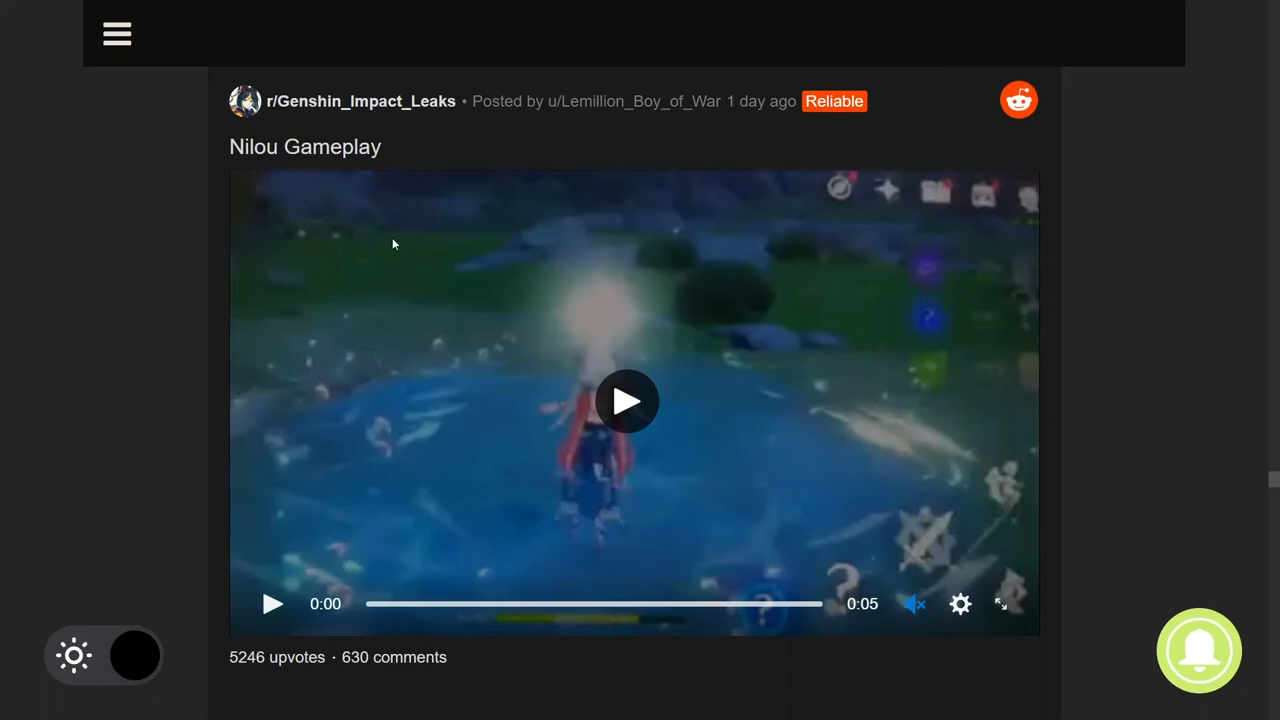 r/Genshin_Impact_Leaks • Posted by u/Lemillion_Boy_of_War 1 day ago Reliable
Nilou Gameplay
?
?
0:00 0:05
5246 upvotes · 630 comments